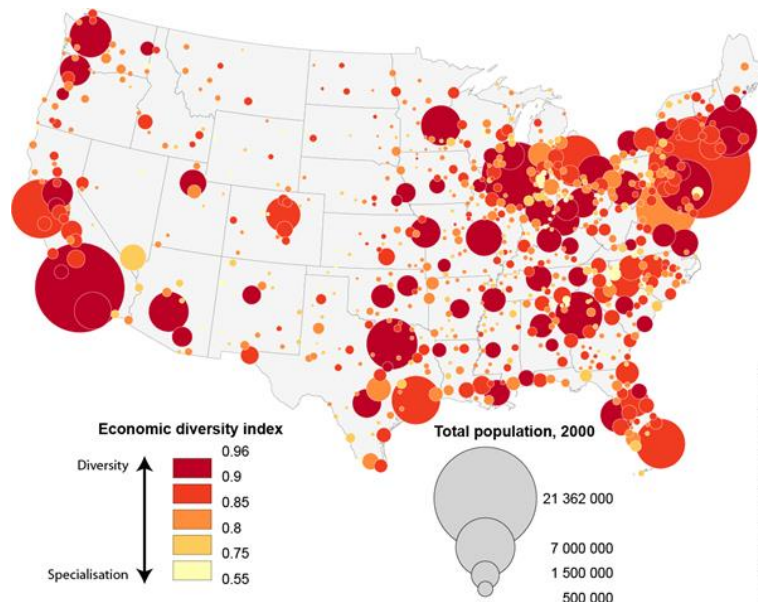 Economic diversity index
Diversity
Specialisation
0.96
0.9
0.85
0.8
0.75
0.55
Total population, 2000
21 362 000
7 000 000
1 500 000
500 000